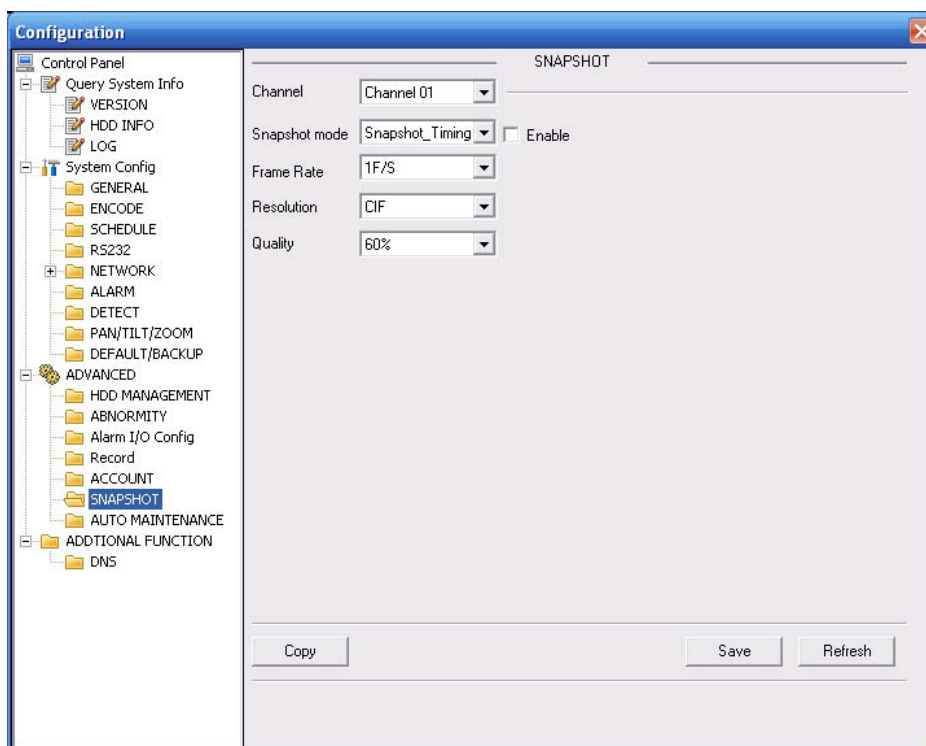 Configuration
Control Panel
Query System Info
VERSION
HDD INFO
LOG
System Config
GENERAL
ENCODE
SCHEDULE
RS232
NETWORK
ALARM
DETECT
PAN/TILT/ZOOM
DEFAULT/BACKUP
ADVANCED
HDD MANAGEMENT
ABNORMITY
Alarm I/O Config
Record
ACCOUNT
SNAPSHOT
AUTO MAINTENANCE
ADDTIONAL FUNCTION
DNS
SNAPSHOT
Channel Channel 01
Snapshot mode Snapshot_Timing Enable
Frame Rate 1F/S
Resolution CIF
Quality 60%
Copy Save Refresh